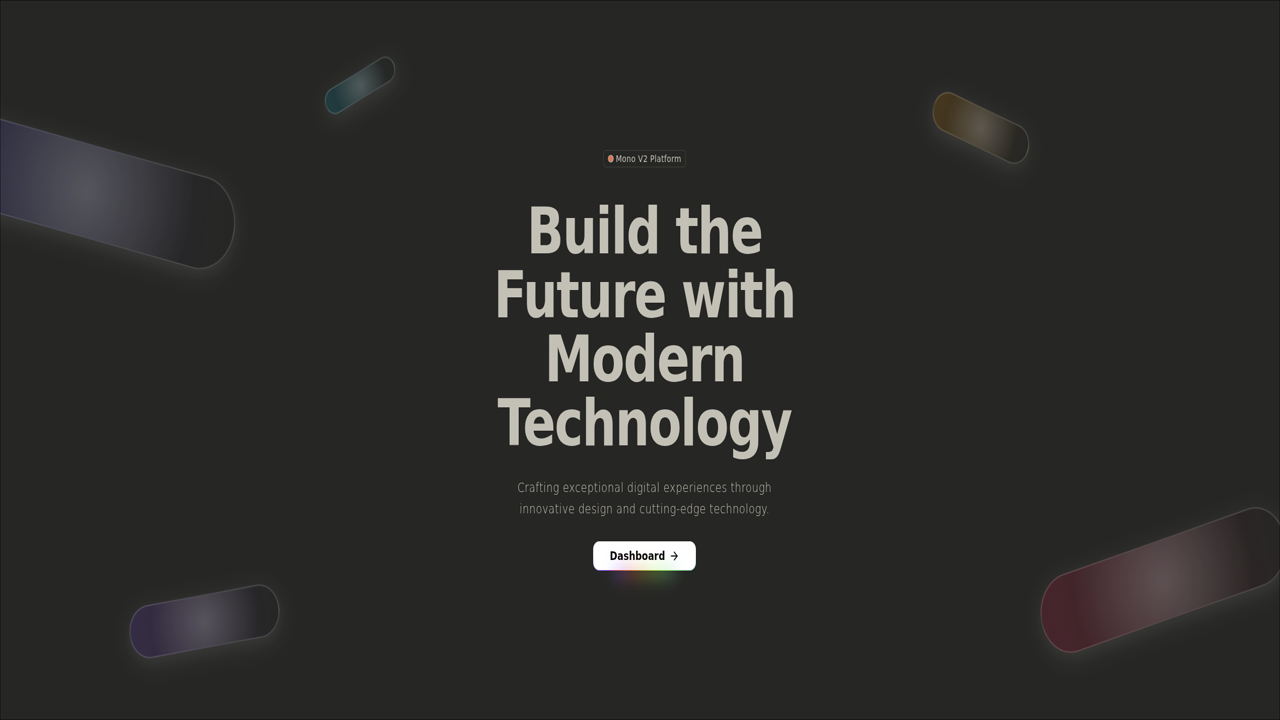 Mono V2 Platform
Build the
Future with
Modern
Technology
Crafting exceptional digital experiences through
innovative design and cutting-edge technology.
Dashboard →